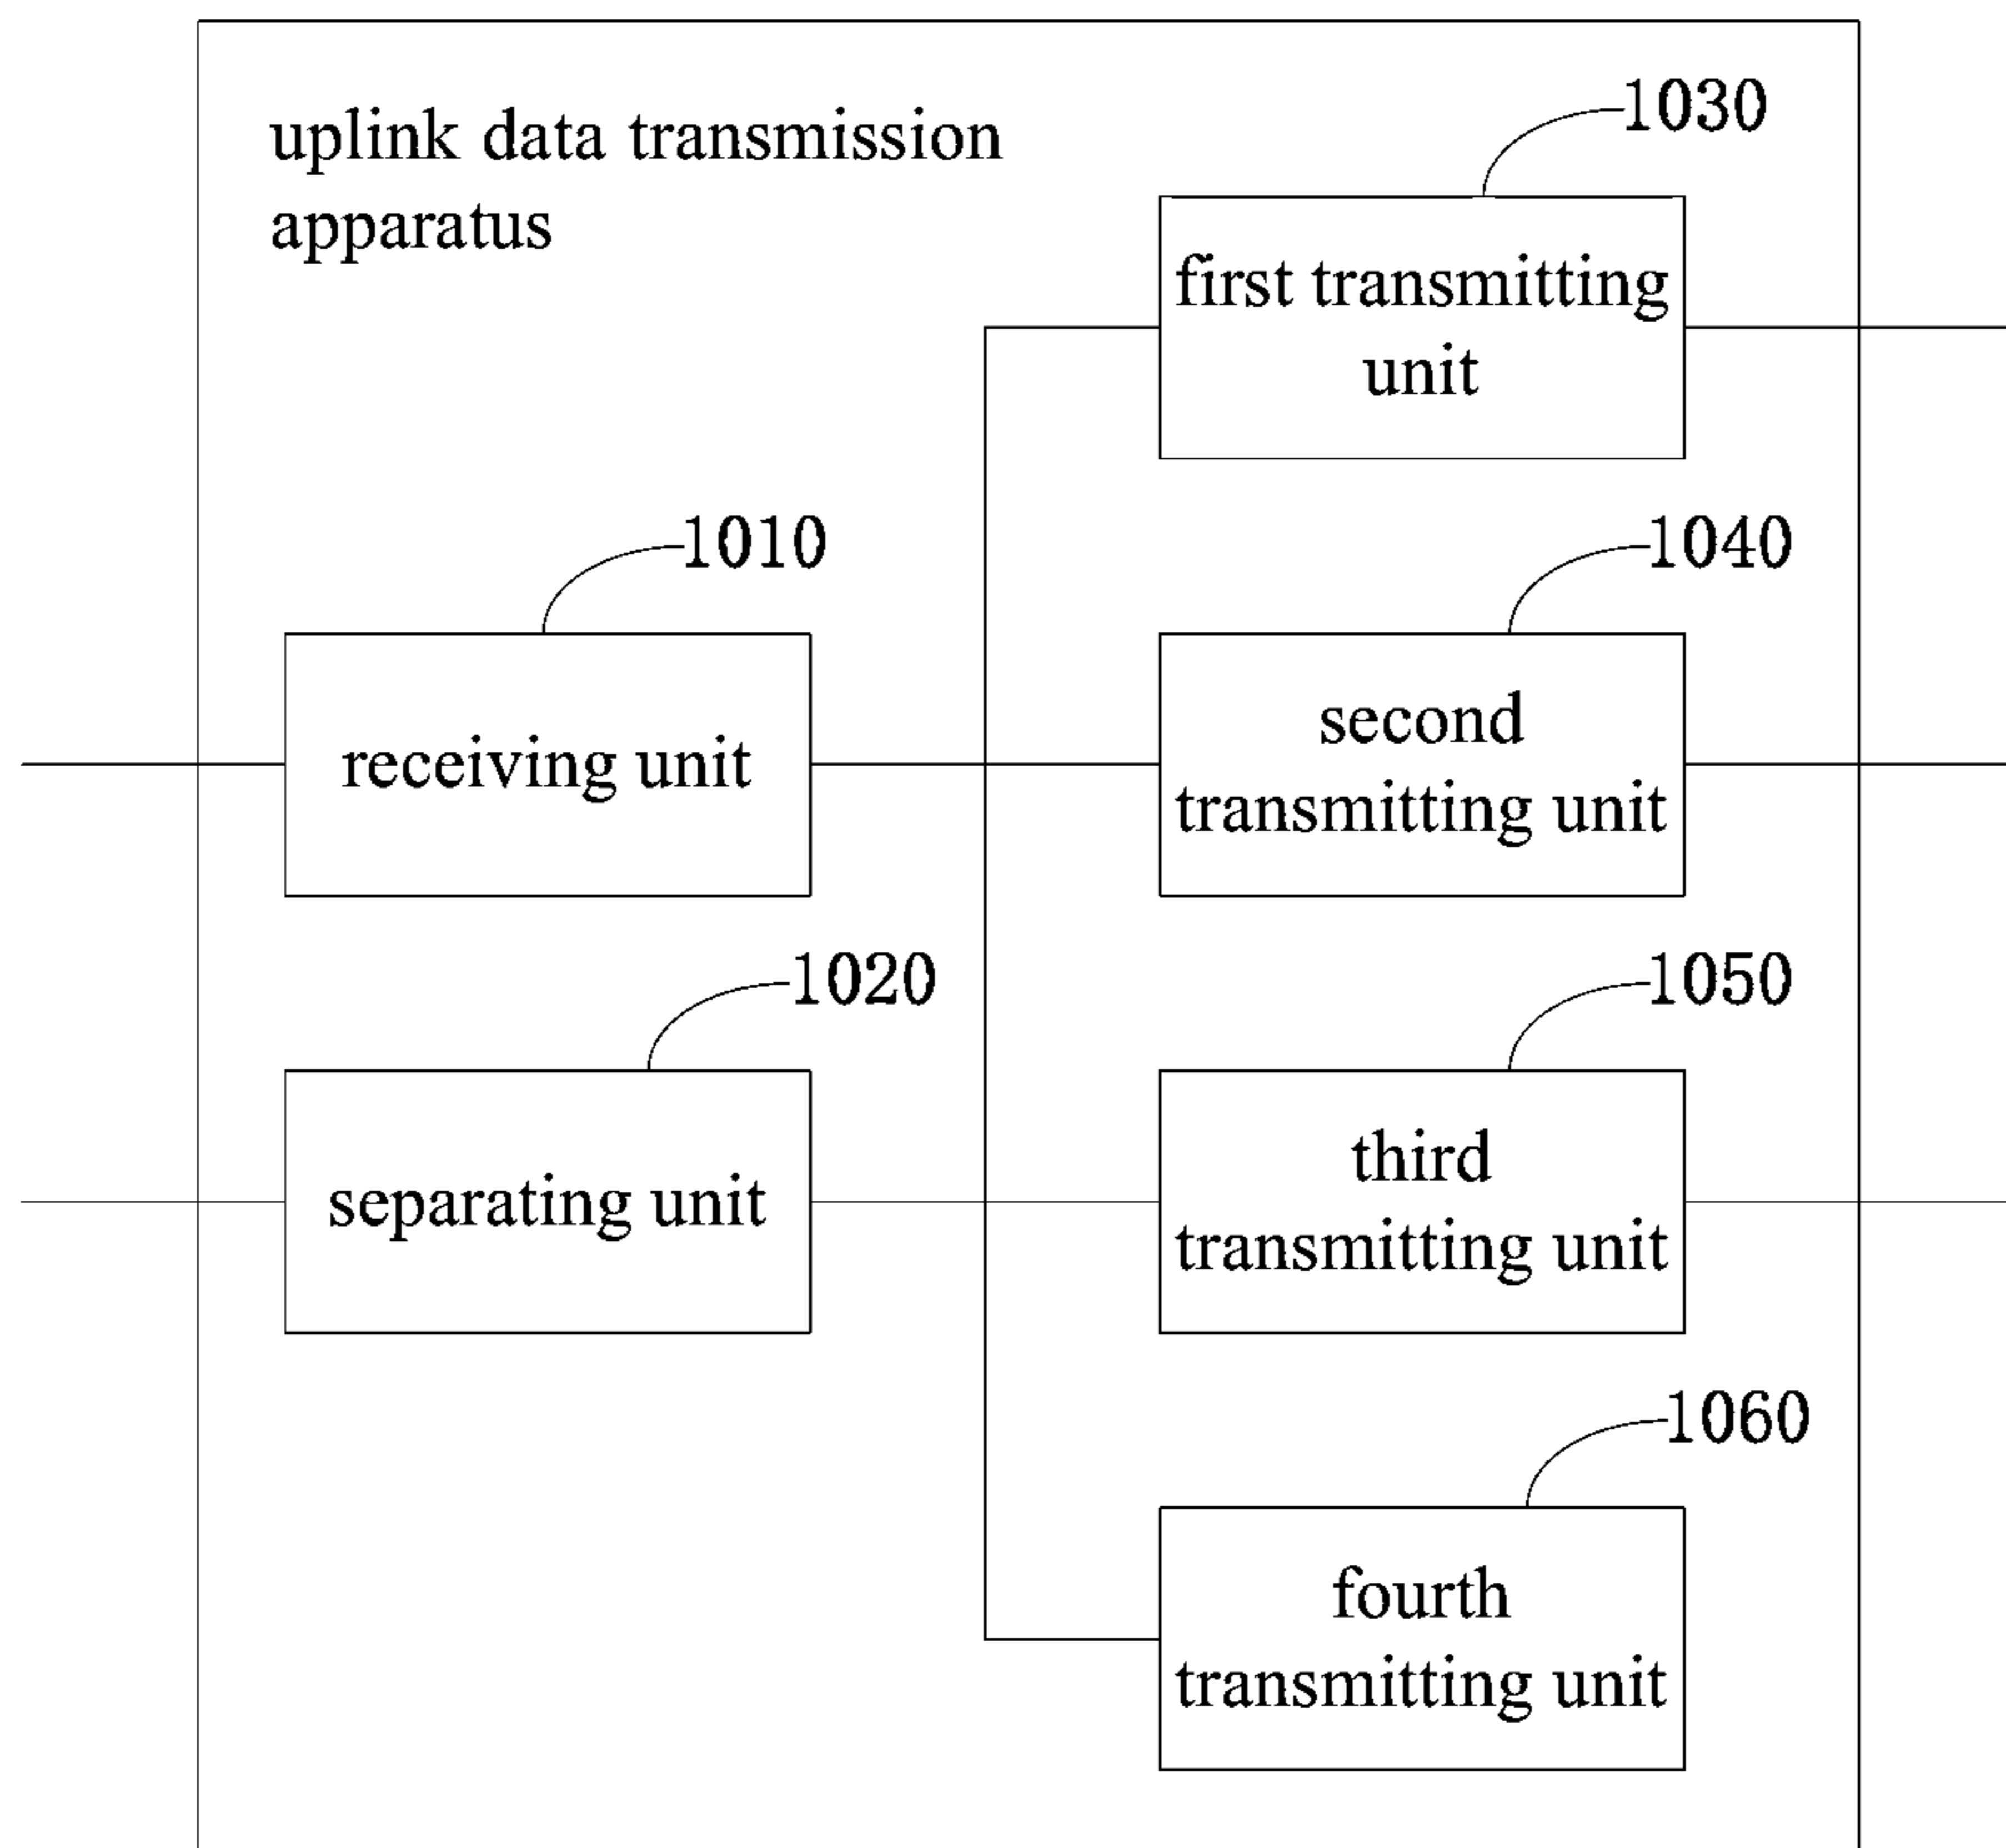 uplink data transmission
apparatus
1030
first transmitting
unit
1010
receiving unit
1040
second
transmitting unit
1020
separating unit
1050
third
transmitting unit
1060
fourth
transmitting unit